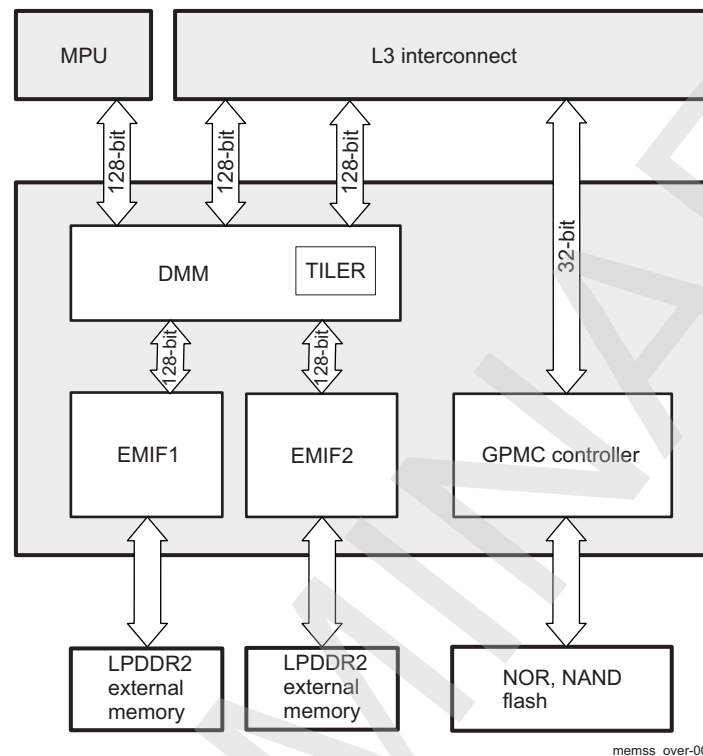 MPU
L3 interconnect
128-bit
128-bit
128-bit
32-bit
DMM
TILER
128-bit
128-bit
EMIF1
EMIF2
GPMC controller
LPDDR2
external
memory
LPDDR2
external
memory
NOR, NAND
flash